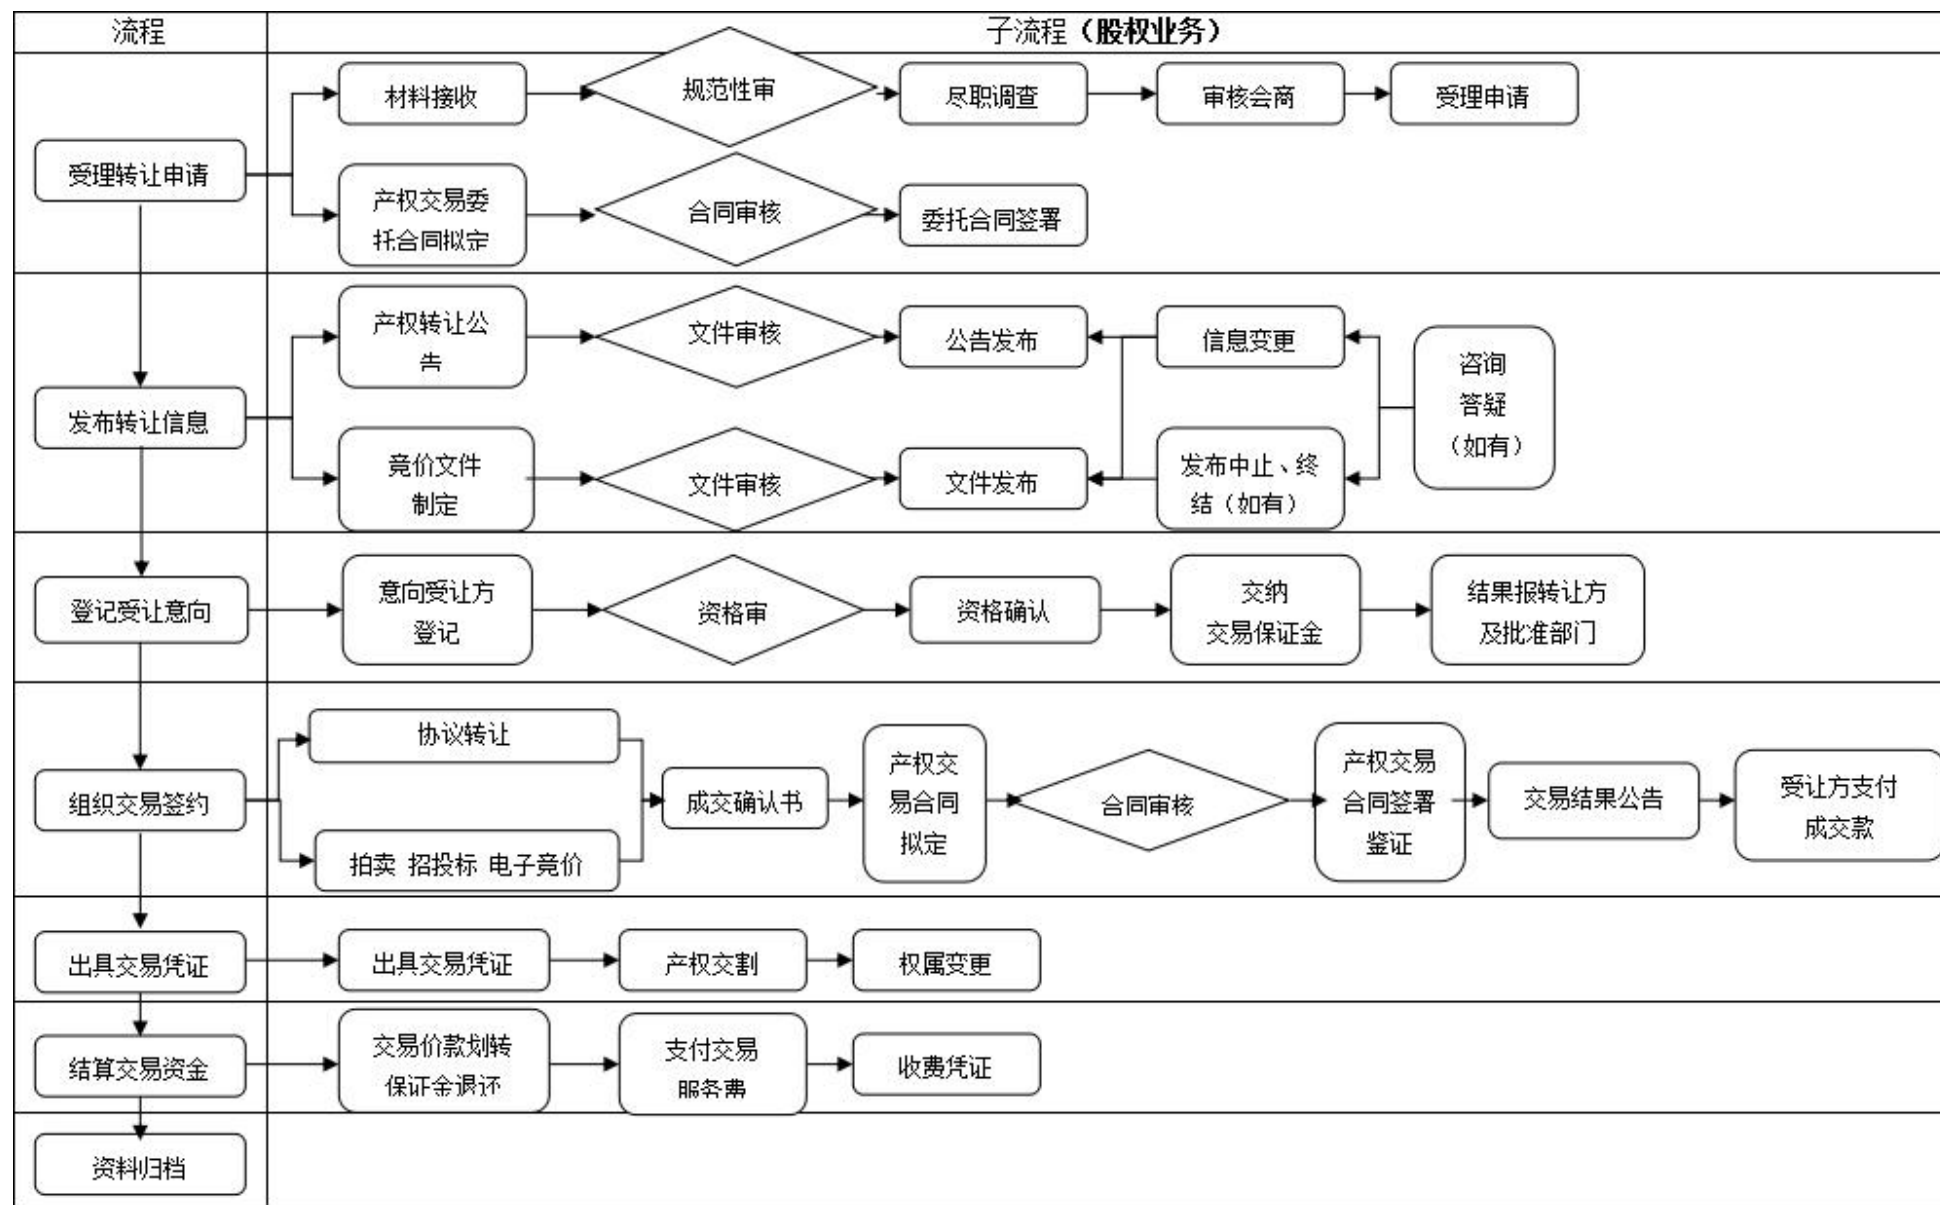 流程
子流程（股权业务）
受理转让申请
材料接收
规范性审
尽职调查
审核会商
受理申请
产权交易委
托合同拟定
合同审核
委托合同签署
发布转让信息
产权转让公
告
文件审核
公告发布
信息变更
咨询
答疑
（如有）
竞价文件
制定
文件审核
文件发布
发布中止、终
结（如有）
登记受让意向
意向受让方
登记
资格审
资格确认
交纳
交易保证金
结果报转让方
及批准部门
组织交易签约
协议转让
拍卖 招投标 电子竞价
成交确认书
产权交
易合同
拟定
合同审核
产权交易
合同签署
鉴证
交易结果公告
受让方支付
成交款
出具交易凭证
出具交易凭证
产权交割
权属变更
结算交易资金
交易价款划转
保证金退还
支付交易
服务费
收费凭证
资料归档